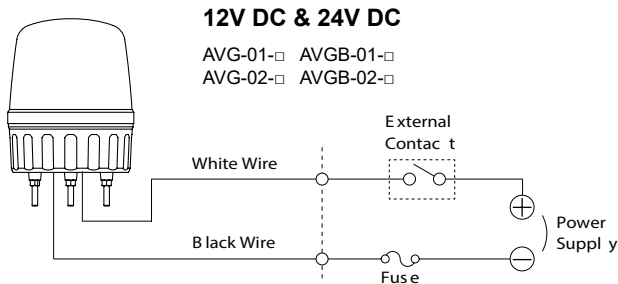 12V DC & 24V DC
AVG-01-□ AVGB-01-□
AVG-02-□ AVGB-02-□
External
Contact
White Wire
Power
Supply
Black Wire
Fuse